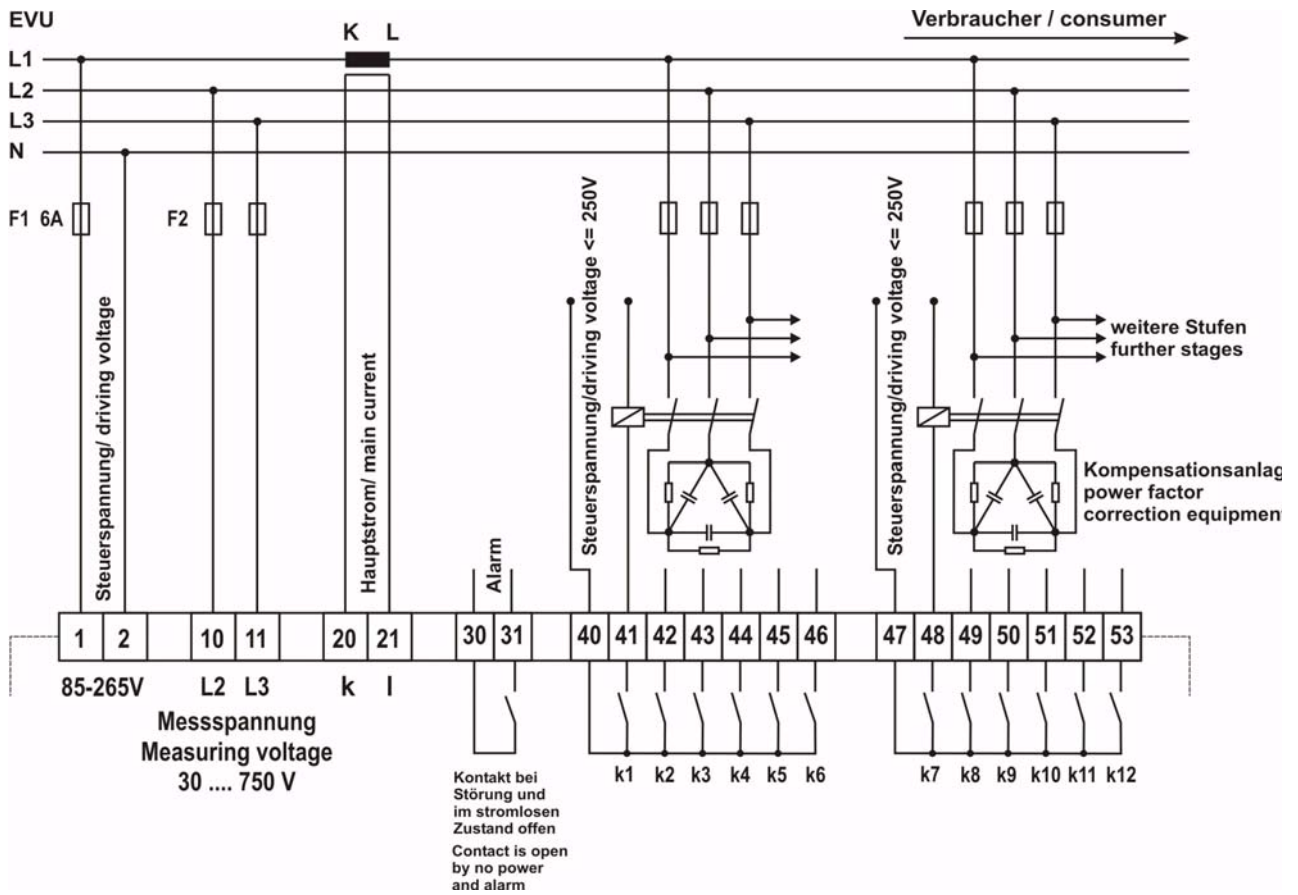 EVU
K L
Verbraucher / consumer
L1
L2
L3
N
F1 6A
F2
Steuerspannung/ driving voltage
Hauptstrom/ main current
Alarm
Steuerspannung/driving voltage <= 250V
Steuerspannung/driving voltage <= 250V
weitere Stufen
further stages
Kompensationsanlag
power factor
correction equipment
1 2 10 11 20 21 30 31 40 41 42 43 44 45 46 47 48 49 50 51 52 53
85-265V L2 L3 k l
Messspannung
Measuring voltage
30 .... 750 V
k1 k2 k3 k4 k5 k6 k7 k8 k9 k10 k11 k12
Kontakt bei
Störung und
im stromlosen
Zustand offen
Contact is open
by no power
and alarm